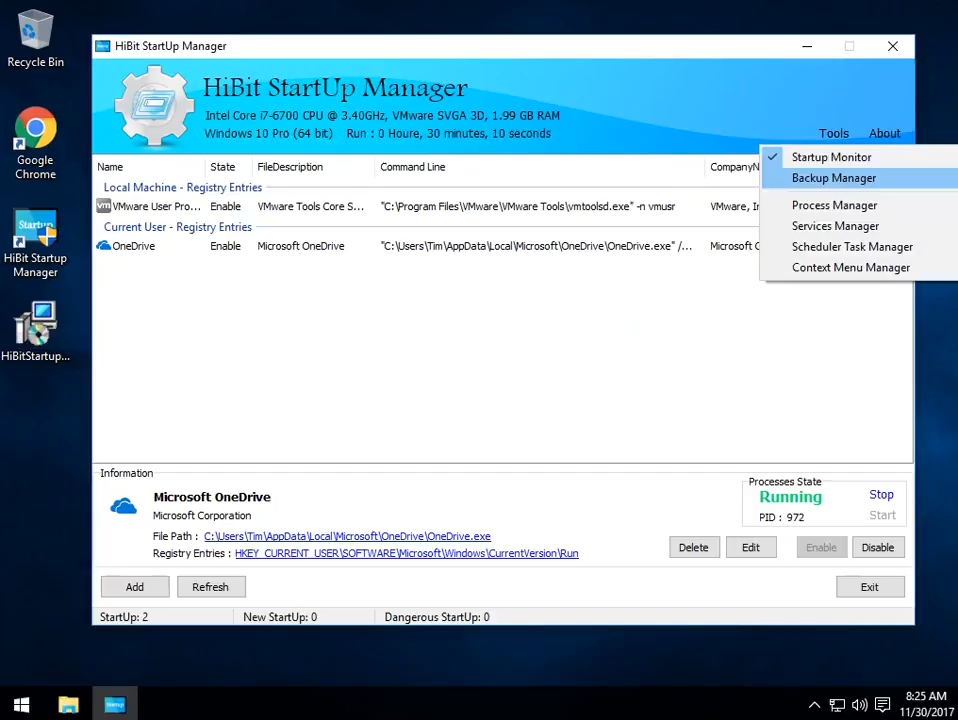 Recycle Bin
Google
Chrome
Startup
HiBit Startup
Manager
HiBitStartup...
HiBit StartUp Manager
HiBit StartUp Manager
Intel Core i7-6700 CPU @ 3.40GHz, VMware SVGA 3D, 1.99 GB RAM
Windows 10 Pro (64 bit) Run : 0 Houre, 30 minutes, 10 seconds
Tools About
Startup Monitor
Backup Manager
Process Manager
Services Manager
Scheduler Task Manager
Context Menu Manager
Name State FileDescription Command Line CompanyN
Local Machine - Registry Entries
vm VMware User Pro... Enable VMware Tools Core S... "C:\Program Files\VMware\VMware Tools\vmtoolsd.exe" -n vmusr VMware, In
Current User - Registry Entries
OneDrive Enable Microsoft OneDrive "C:\Users\Tim\AppData\Local\Microsoft\OneDrive\OneDrive.exe" /... Microsoft C
Information
Microsoft OneDrive
Microsoft Corporation
File Path : C:\Users\Tim\AppData\Local\Microsoft\OneDrive\OneDrive.exe
Registry Entries : HKEY_CURRENT_USER\SOFTWARE\Microsoft\Windows\CurrentVersion\Run
Processes State
Running Stop
PID : 972 Start
Delete Edit Enable Disable
Add Refresh Exit
StartUp: 2 New StartUp: 0 Dangerous StartUp: 0
Startup
8:25 AM
11/30/2017